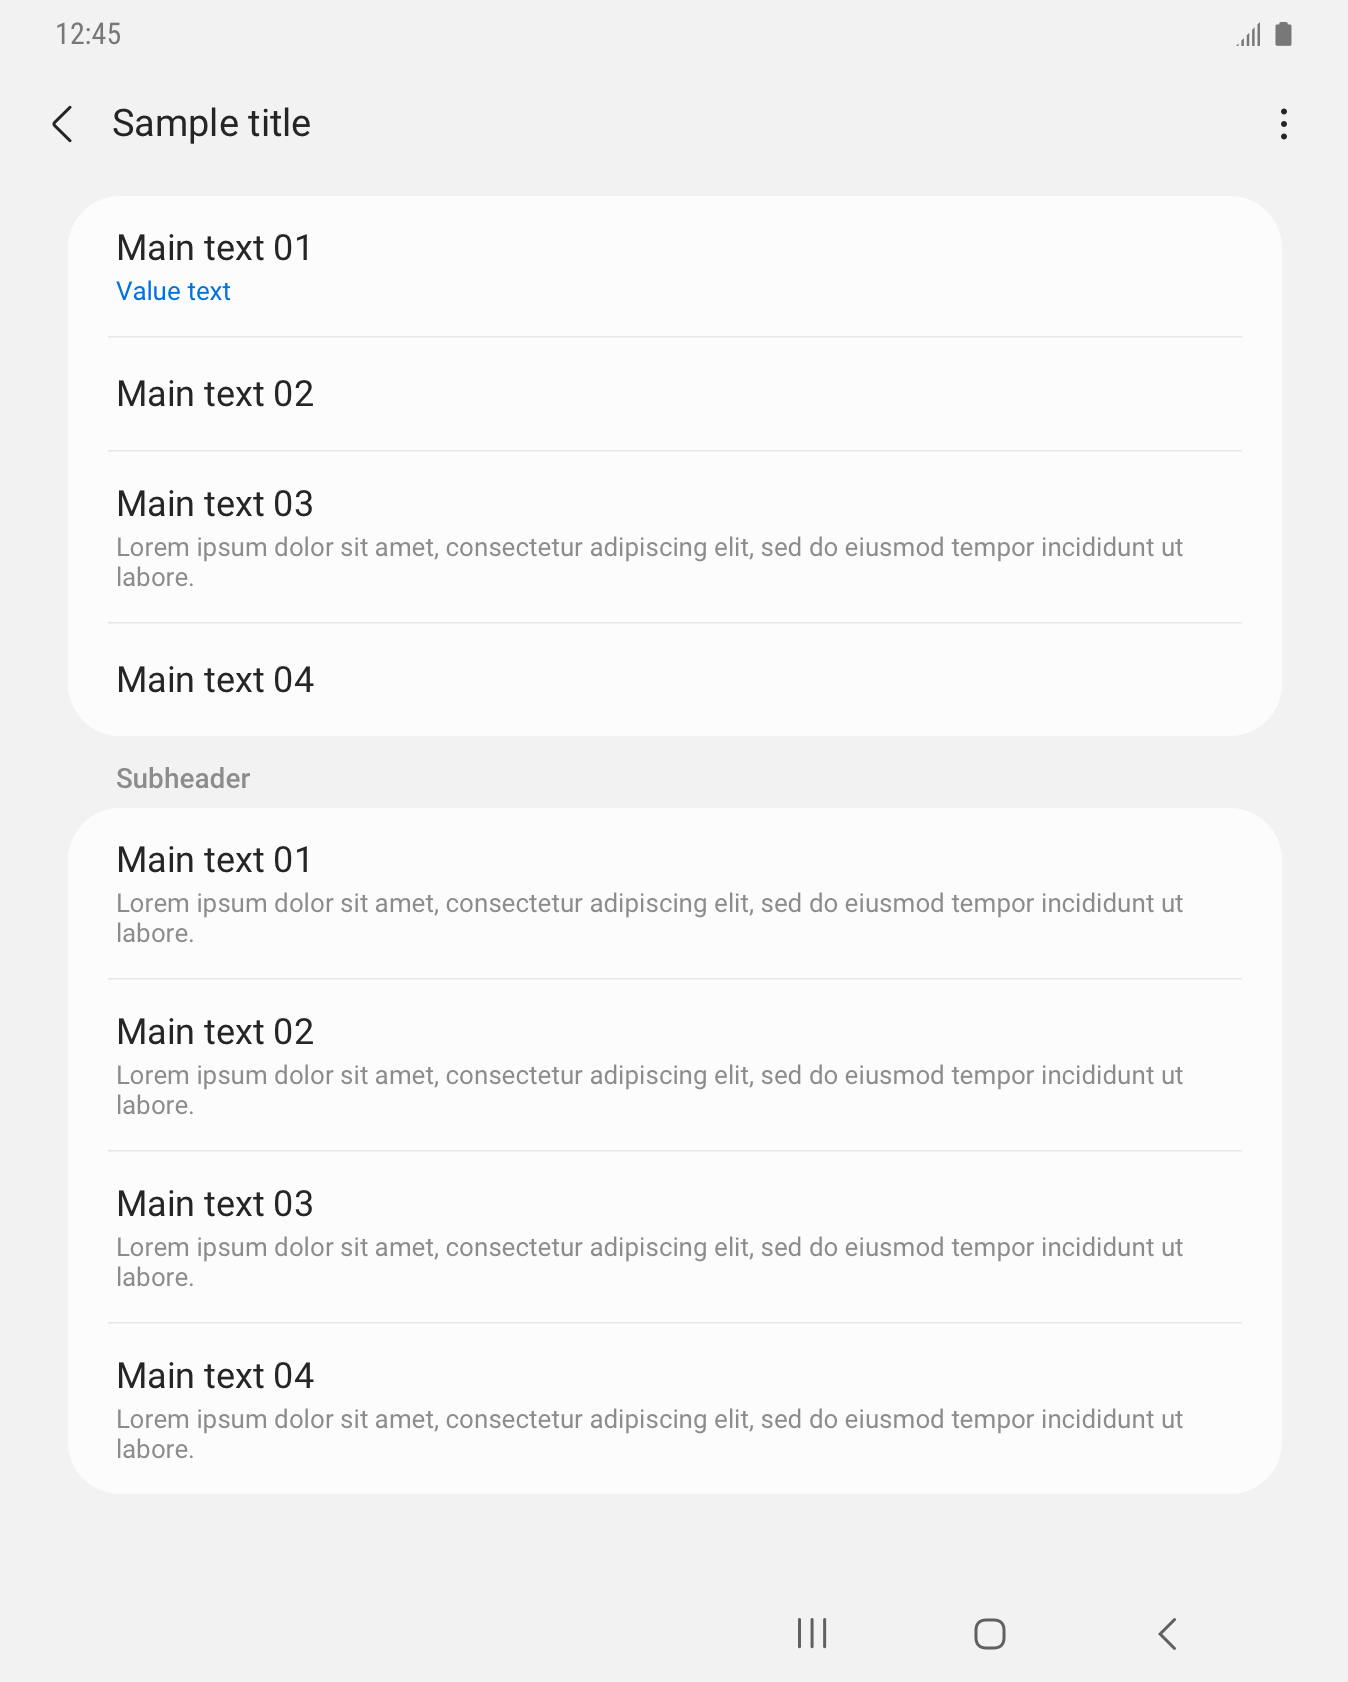 12:45
Sample title
Main text 01
Value text
Main text 02
Main text 03
Lorem ipsum dolor sit amet, consectetur adipiscing elit, sed do eiusmod tempor incididunt ut
labore.
Main text 04
Subheader
Main text 01
Lorem ipsum dolor sit amet, consectetur adipiscing elit, sed do eiusmod tempor incididunt ut
labore.
Main text 02
Lorem ipsum dolor sit amet, consectetur adipiscing elit, sed do eiusmod tempor incididunt ut
labore.
Main text 03
Lorem ipsum dolor sit amet, consectetur adipiscing elit, sed do eiusmod tempor incididunt ut
labore.
Main text 04
Lorem ipsum dolor sit amet, consectetur adipiscing elit, sed do eiusmod tempor incididunt ut
labore.